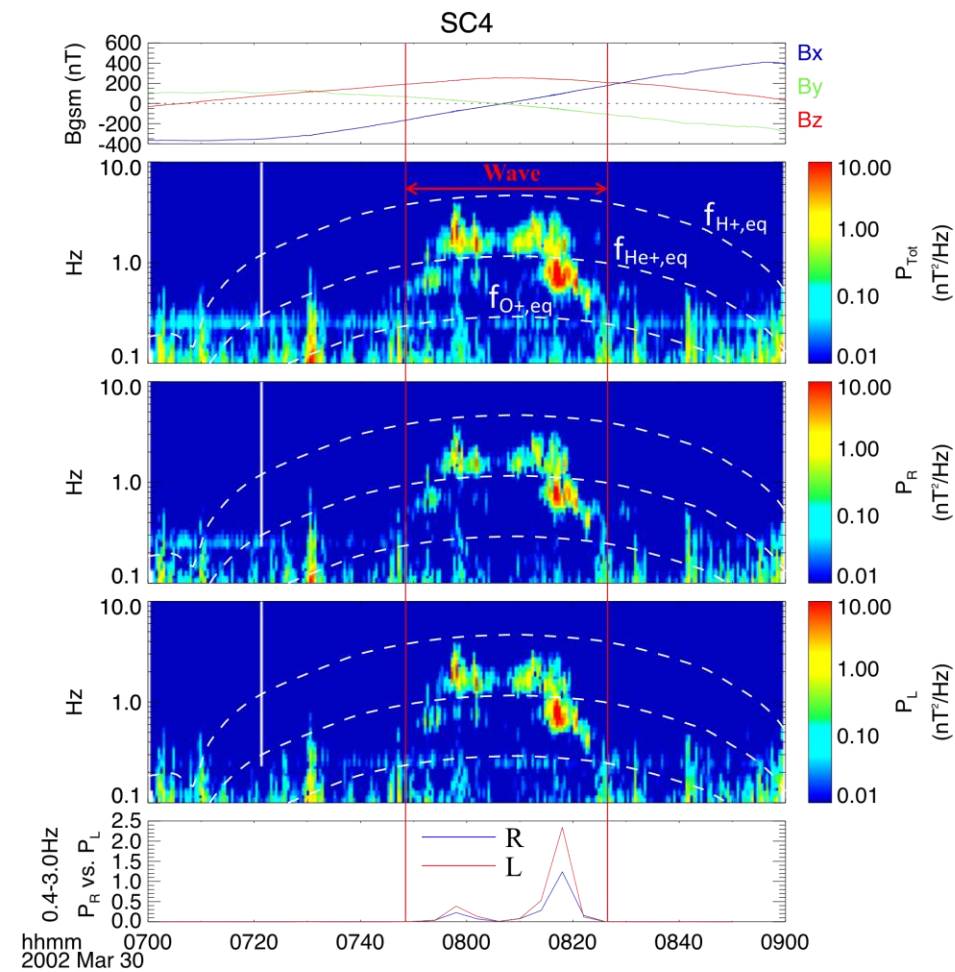 SC4
Bgsm (nT)
600
400
200
0
-200
-400
Bx
By
Bz
Hz
10.0
1.0
0.1
Wave
fH+,eq
fHe+,eq
fO+,eq
10.00
1.00
0.10
0.01
PTot
(nT²/Hz)
Hz
10.0
1.0
0.1
10.00
1.00
0.10
0.01
PR
(nT²/Hz)
Hz
10.0
1.0
0.1
10.00
1.00
0.10
0.01
PL
(nT²/Hz)
0.4-3.0Hz
PR vs. PL
2.5
2.0
1.5
1.0
0.5
0.0
R
L
hhmm 0700 0720 0740 0800 0820 0840 0900
2002 Mar 30